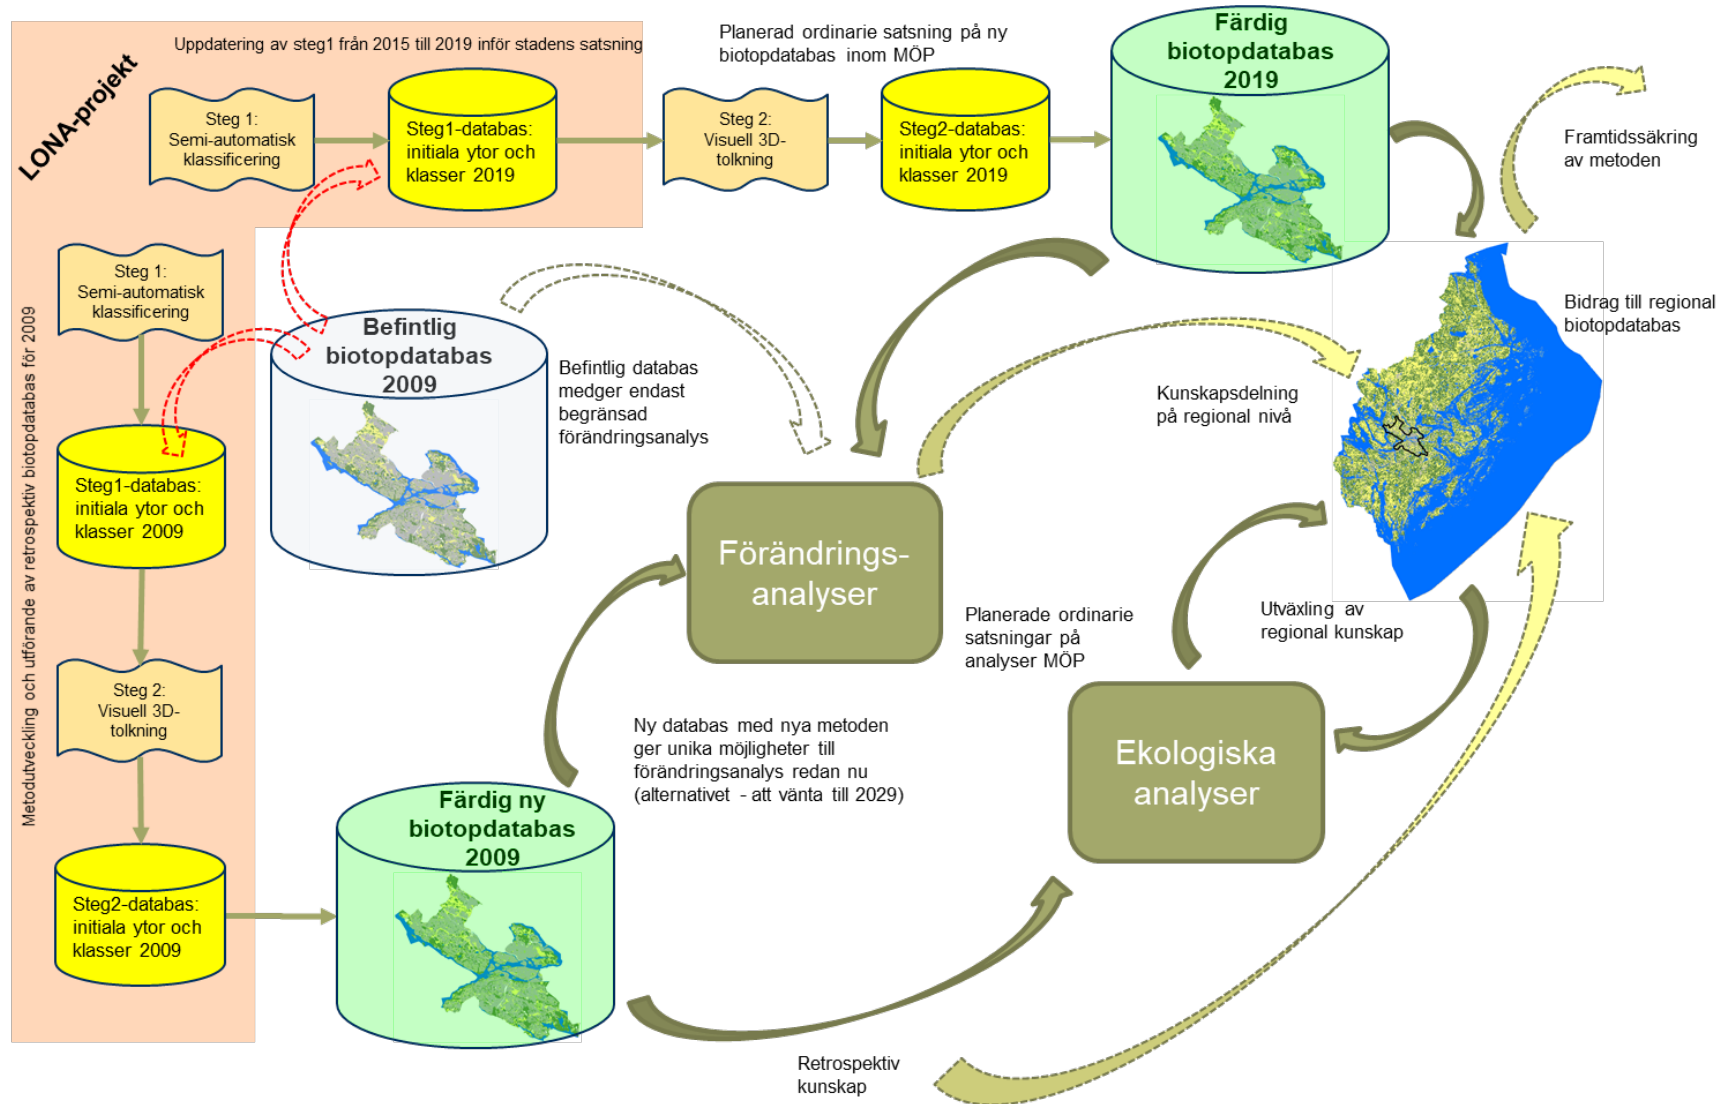 LONA-projekt
Uppdatering av steg1 från 2015 till 2019 inför stadens satsning
Steg 1:
Semi-automatisk
klassificering
Steg1-databas:
initiala ytor och
klasser 2019
Planerad ordinarie satsning på ny
biotopdatabas inom MÖP
Steg 2:
Visuell 3D-
tolkning
Steg2-databas:
initiala ytor och
klasser 2019
Färdig
biotopdatabas
2019
Framtidssäkring
av metoden
Metodutveckling och utförande av retrospektiv biotopdatabas för 2009
Steg 1:
Semi-automatisk
klassificering
Befintlig
biotopdatabas
2009
Befintlig databas
medger endast
begränsad
förändringsanalys
Bidrag till regional
biotopdatabas
Kunskapsdelning
på regional nivå
Steg1-databas:
initiala ytor och
klasser 2009
Förändrings-
analyser
Planerade ordinarie
satsningar på
analyser MÖP
Utväxling av
regional kunskap
Steg 2:
Visuell 3D-
tolkning
Ny databas med nya metoden
ger unika möjligheter till
förändringsanalys redan nu
(alternativet - att vänta till 2029)
Ekologiska
analyser
Färdig ny
biotopdatabas
2009
Steg2-databas:
initiala ytor och
klasser 2009
Retrospektiv
kunskap